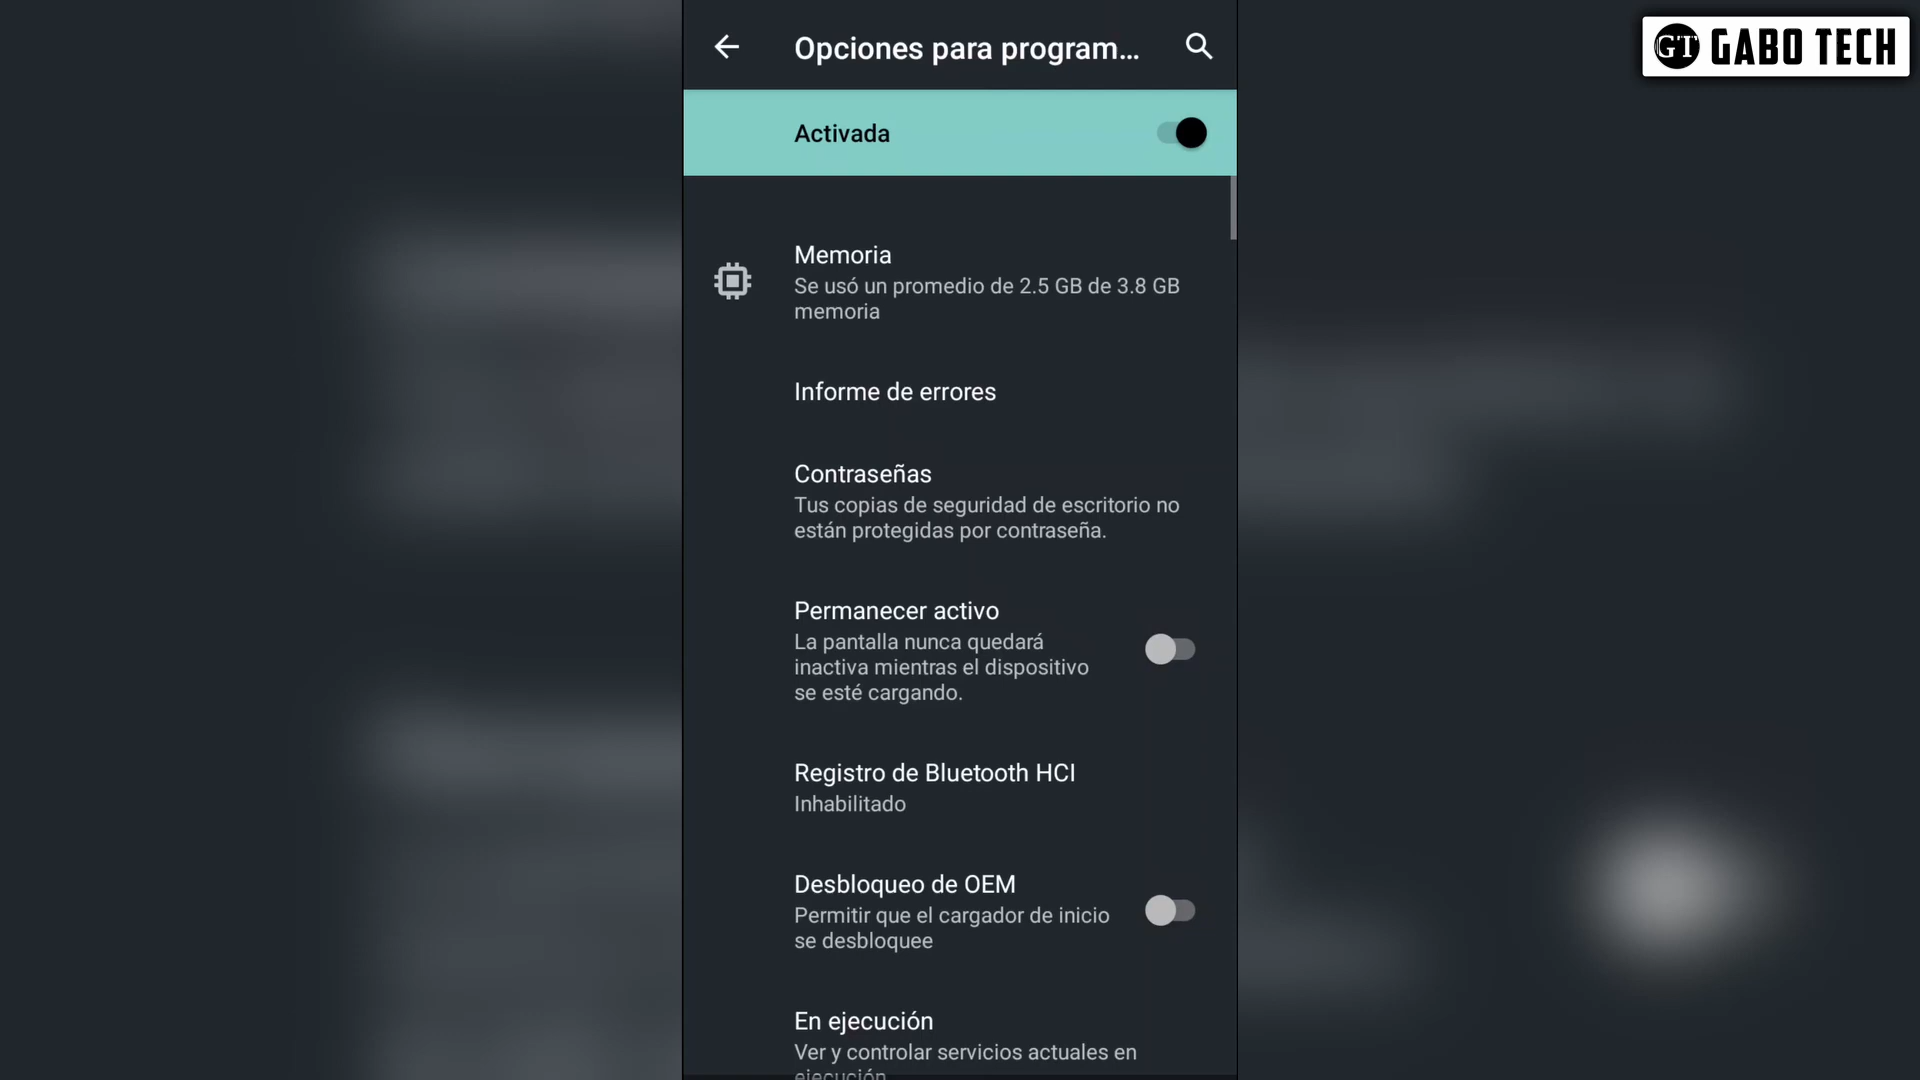 Opciones para program...
GT GABO TECH
Activada
Memoria
Se usó un promedio de 2.5 GB de 3.8 GB
memoria
Informe de errores
Contraseñas
Tus copias de seguridad de escritorio no
están protegidas por contraseña.
Permanecer activo
La pantalla nunca quedará
inactiva mientras el dispositivo
se esté cargando.
Registro de Bluetooth HCI
Inhabilitado
Desbloqueo de OEM
Permitir que el cargador de inicio
se desbloquee
En ejecución
Ver y controlar servicios actuales en
ejecución